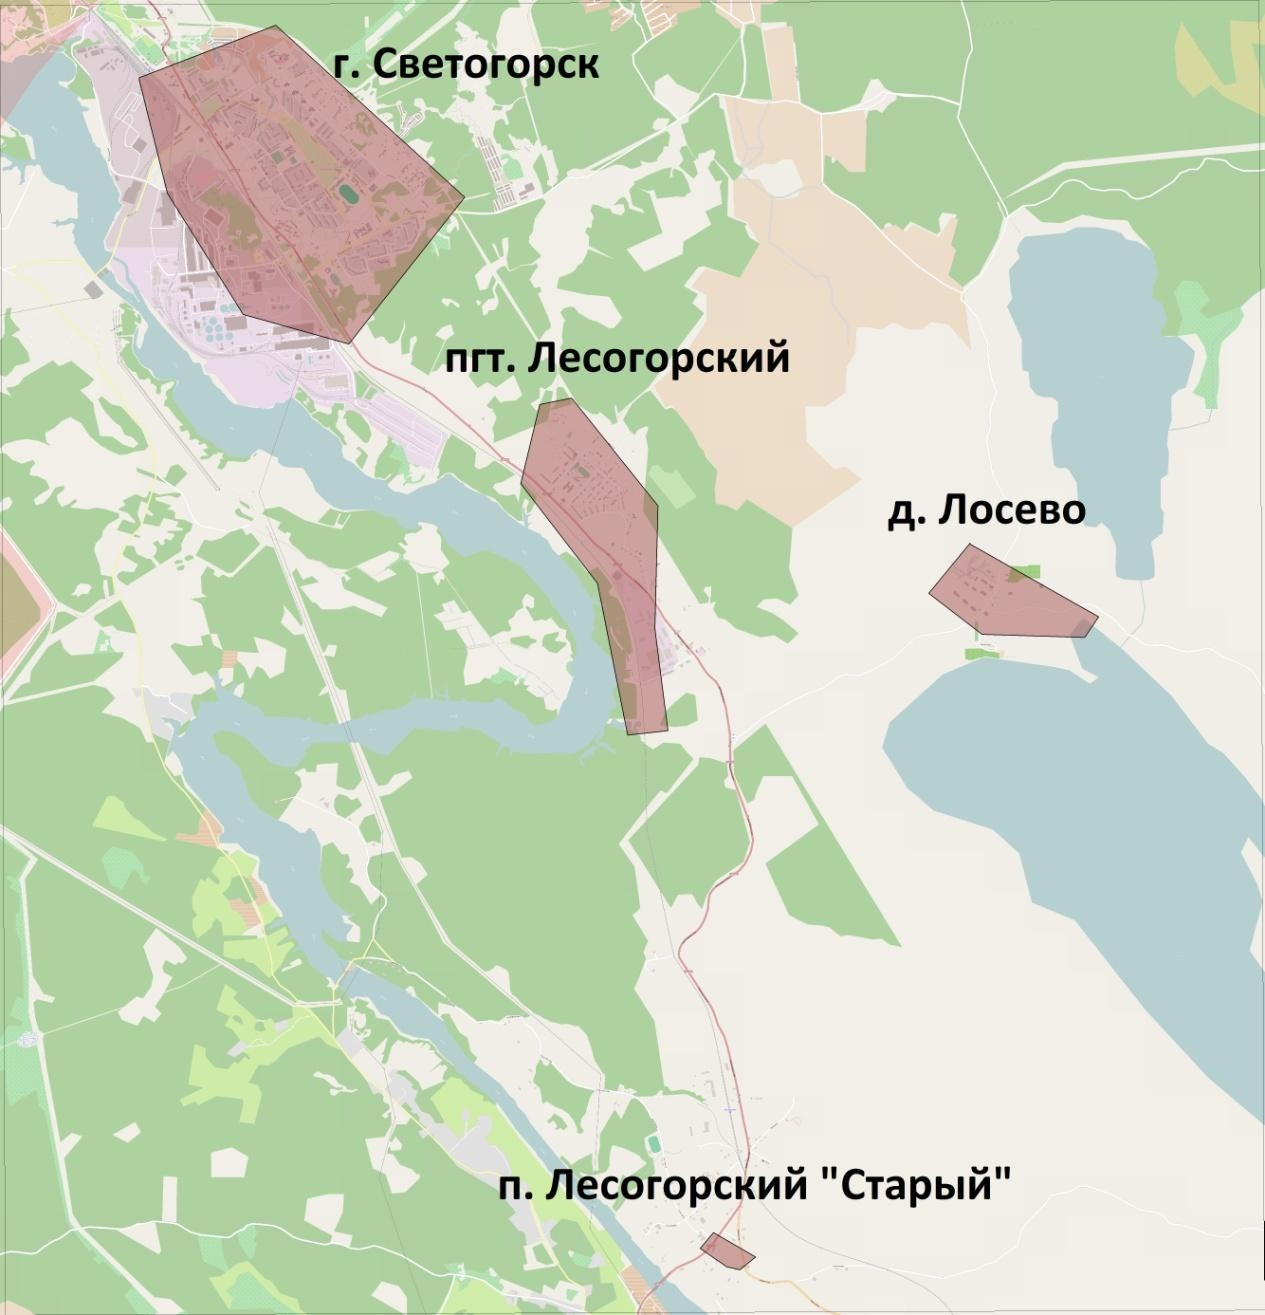 г. Светогорск
пгт. Лесогорский
д. Лосево
п. Лесогорский "Старый"